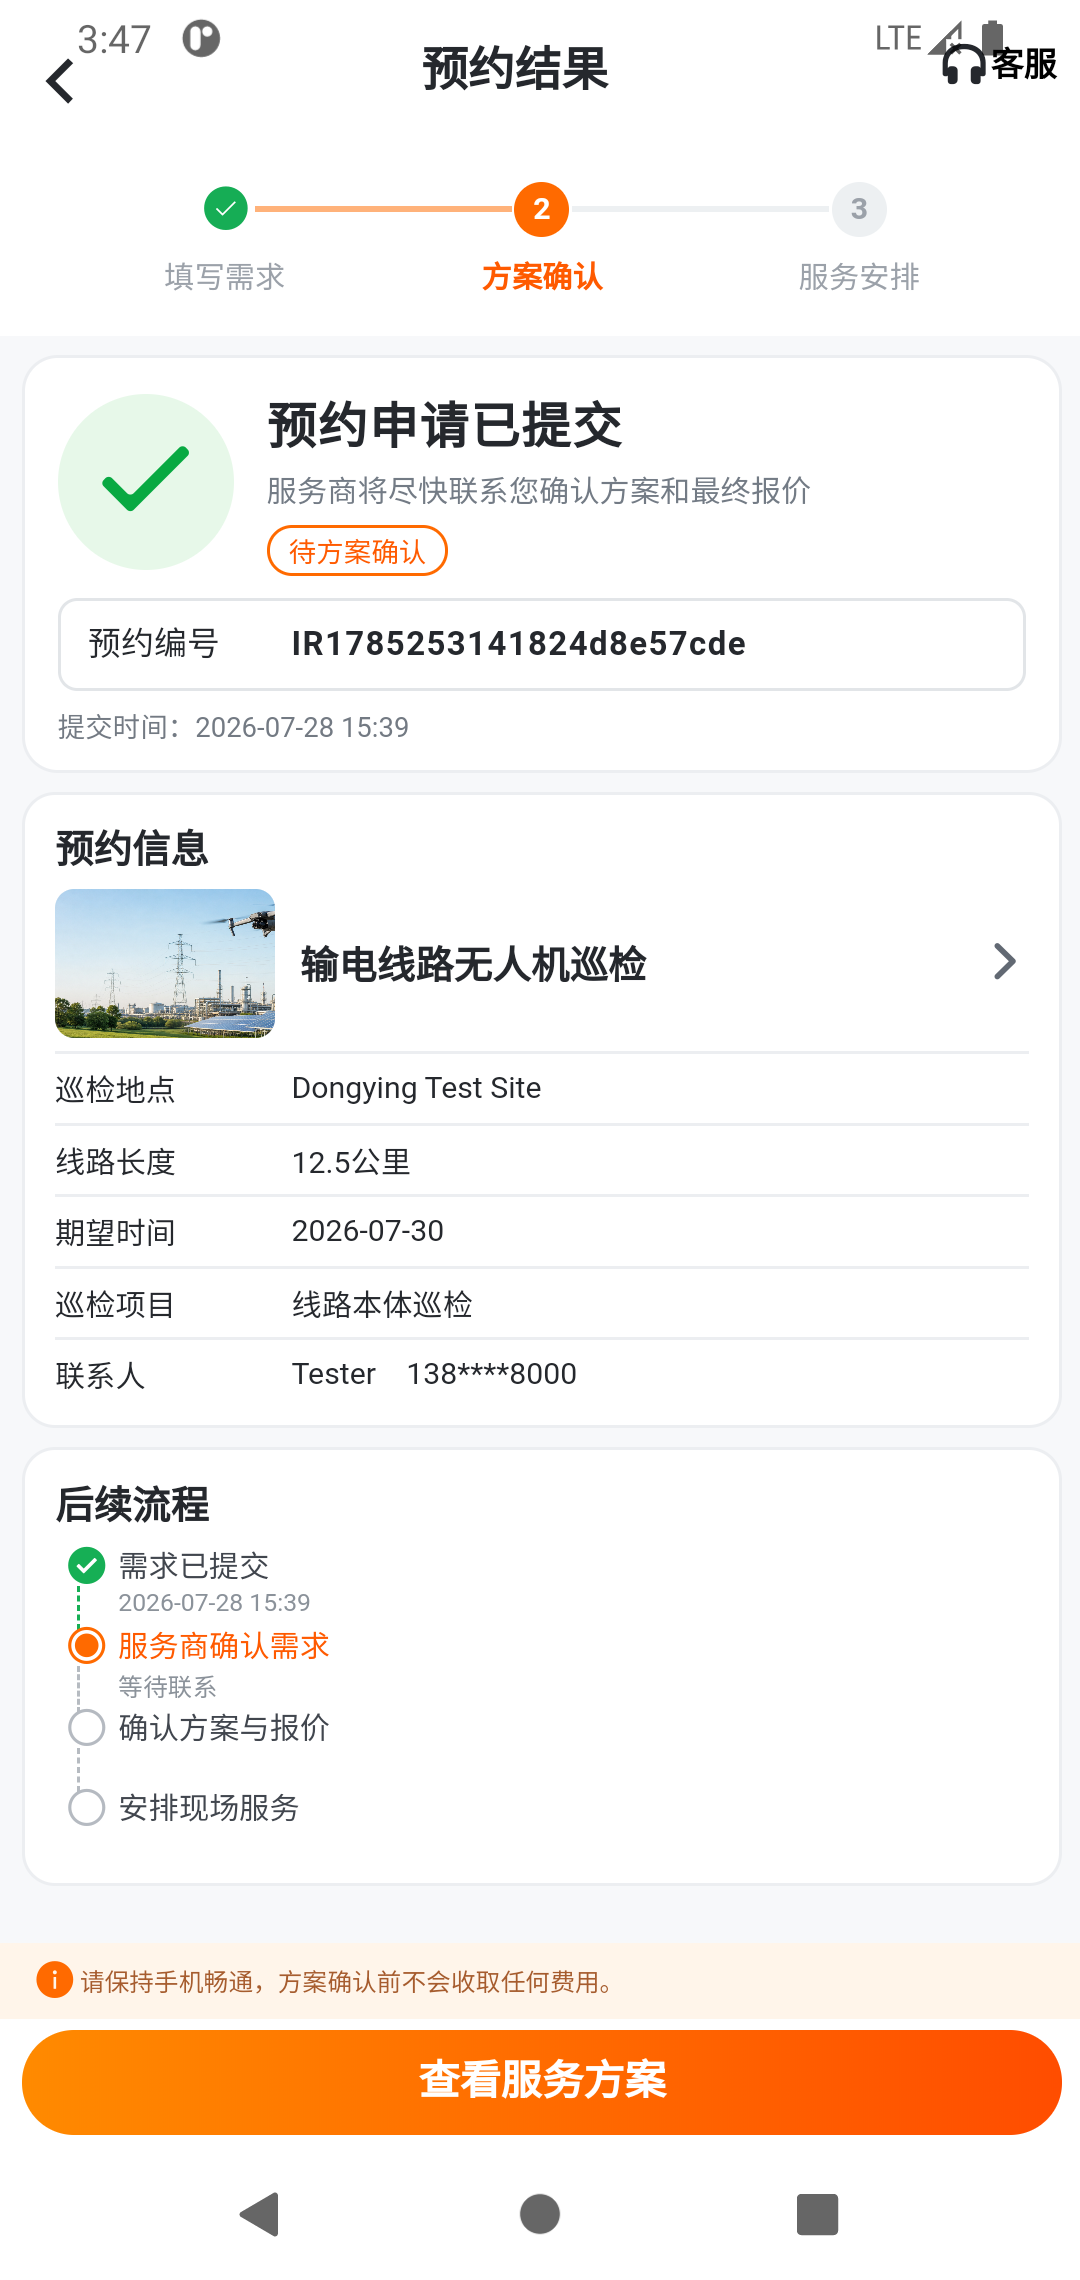 3:47
LTE
预约结果
客服
2
3
填写需求
方案确认
服务安排
预约申请已提交
服务商将尽快联系您确认方案和最终报价
待方案确认
预约编号 IR1785253141824d8e57cde
提交时间：2026-07-28 15:39
预约信息
输电线路无人机巡检
巡检地点 Dongying Test Site
线路长度 12.5公里
期望时间 2026-07-30
巡检项目 线路本体巡检
联系人 Tester 138****8000
后续流程
需求已提交
2026-07-28 15:39
服务商确认需求
等待联系
确认方案与报价
安排现场服务
请保持手机畅通，方案确认前不会收取任何费用。
查看服务方案